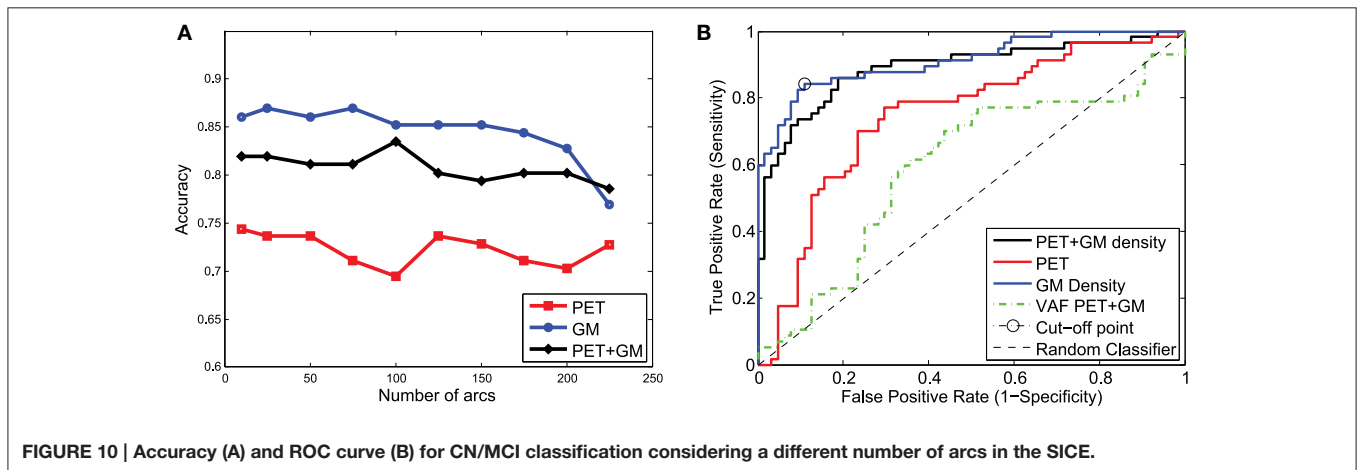 A
Accuracy
0.9
0.85
0.8
0.75
0.7
0.65
0.6
0 50 100 150 200 250
Number of arcs
PET
GM
PET+GM
B
True Positive Rate (Sensitivity)
1
0.8
0.6
0.4
0.2
0
0 0.2 0.4 0.6 0.8 1
False Positive Rate (1−Specificity)
PET+GM density
PET
GM Density
VAF PET+GM
Cut−off point
Random Classifier
FIGURE 10 | Accuracy (A) and ROC curve (B) for CN/MCI classification considering a different number of arcs in the SICE.